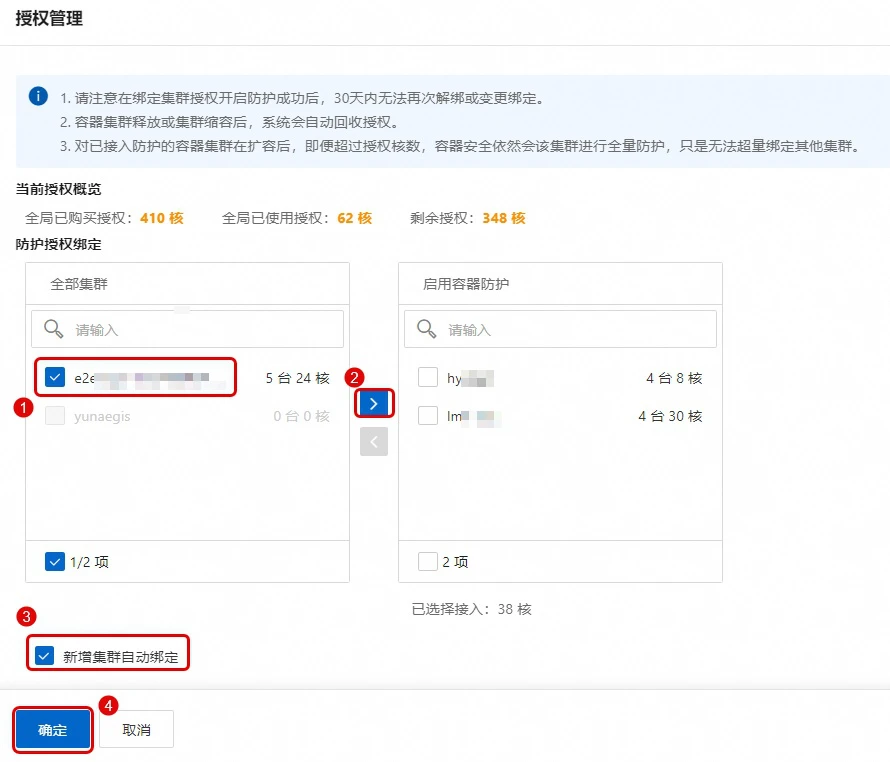 授权管理
1. 请注意在绑定集群授权开启防护成功后，30天内无法再次解绑或变更绑定。
2. 容器集群释放或集群缩容后，系统会自动回收授权。
3. 对已接入防护的容器集群在扩容后，即便超过授权核数，容器安全依然会该集群进行全量防护，只是无法超量绑定其他集群。
当前授权概览
全局已购买授权：410 核 全局已使用授权：62 核 剩余授权：348 核
防护授权绑定
全部集群 启用容器防护
请输入 请输入
e2e 5 台 24 核 2 hy 4 台 8 核
1 yunaegis 0 台 0 核 lm 4 台 30 核
1/2 项 2 项
已选择接入：38 核
3
新增集群自动绑定
4
确定 取消